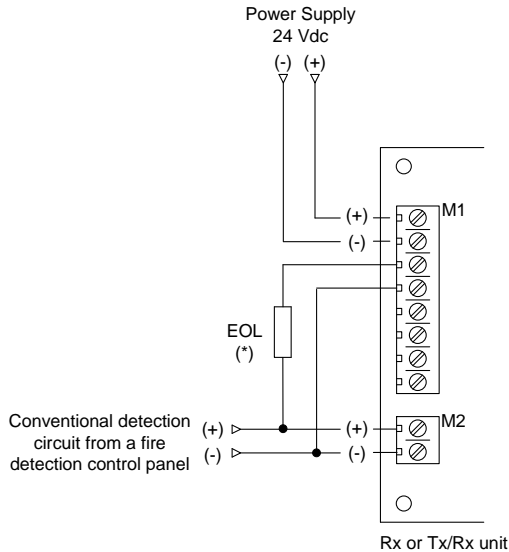 Power Supply
24 Vdc
(-) (+)
(+) M1
(-)
EOL
(*)
Conventional detection
circuit from a fire
detection control panel
(+) (+) M2
(-) (-)
Rx or Tx/Rx unit